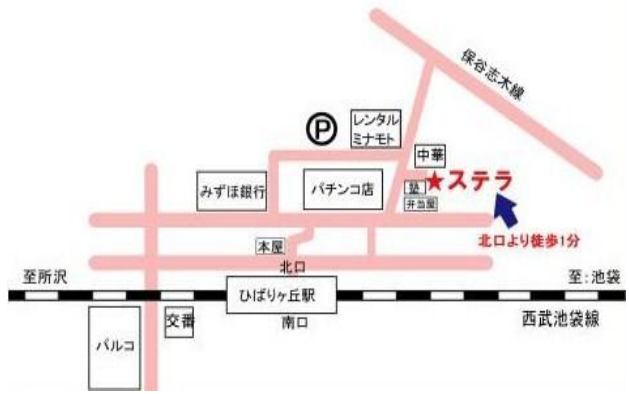 保谷志木線
Ⓟ
レンタル
ミナモト
中華
みずほ銀行
パチンコ店
塾
★ステラ
弁当屋
北口より徒歩1分
本屋
北口
至所沢
至:池袋
ひばりヶ丘駅
交番
南口
西武池袋線
パルコ